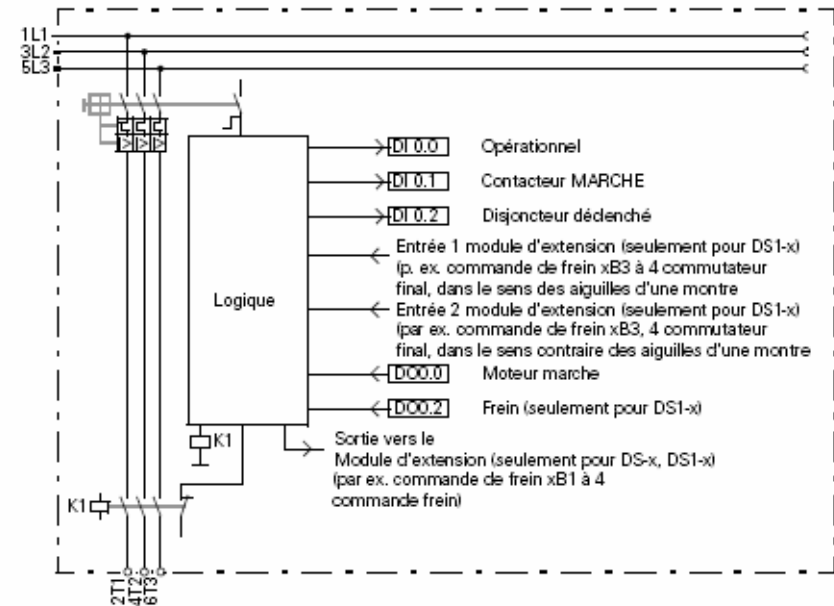 1L1
3L2
5L3
DI 0.0 Opérationnel
DI 0.1 Contacteur MARCHE
DI 0.2 Disjoncteur déclenché
Entrée 1 module d'extension (seulement pour DS1-x)
(p. ex. commande de frein xB3 à 4 commutateur
final, dans le sens des aiguilles d'une montre
Logique
Entrée 2 module d'extension (seulement pour DS1-x)
(par ex. commande de frein xB3, 4 commutateur
final, dans le sens contraire des aiguilles d'une montre
DO0.0 Moteur marche
DO0.2 Frein (seulement pour DS1-x)
K1
Sortie vers le
Module d'extension (seulement pour DS-x, DS1-x)
(par ex. commande de frein xB1 à 4
commande frein)
K1
2T1
4T2
6T3